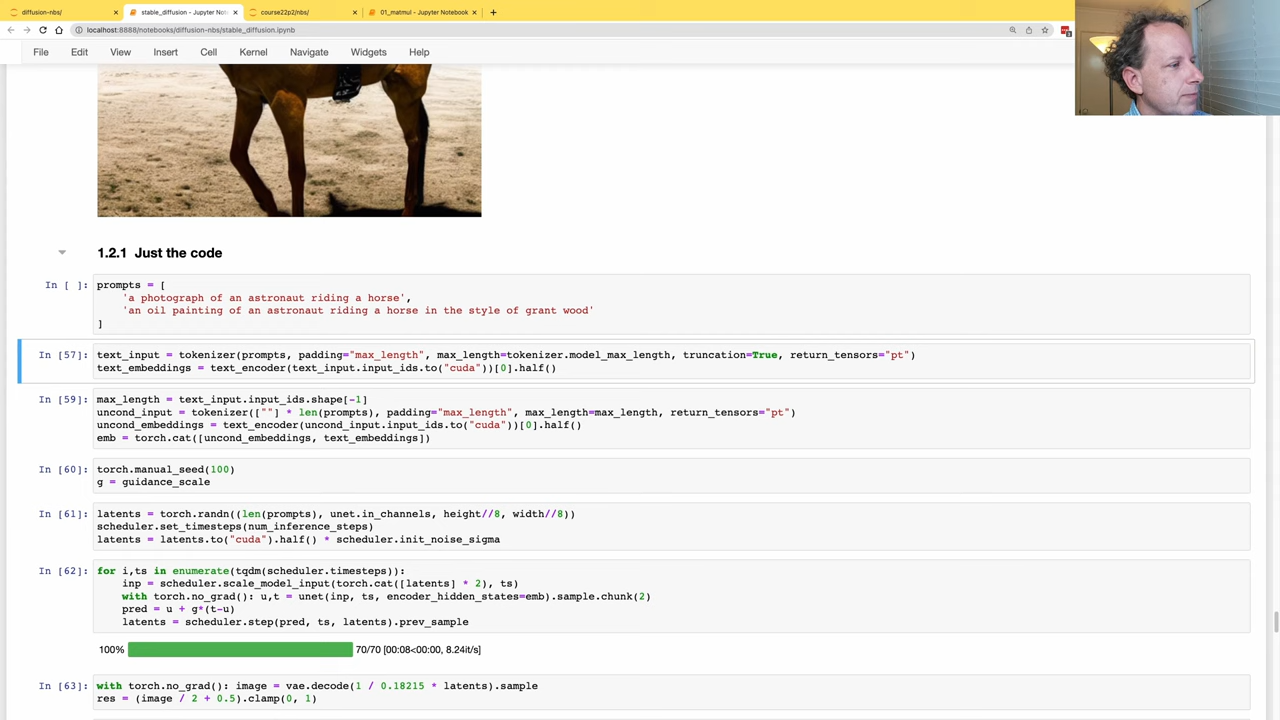 diffusion-nbs/
stable_diffusion - Jupyter Not
course22p2/nbs/
01_matmul - Jupyter Notebook
localhost:8888/notebooks/diffusion-nbs/stable_diffusion.ipynb
File Edit View Insert Cell Kernel Navigate Widgets Help
1.2.1 Just the code
In [ ]: prompts = [
'a photograph of an astronaut riding a horse',
'an oil painting of an astronaut riding a horse in the style of grant wood'
]
In [57]: text_input = tokenizer(prompts, padding="max_length", max_length=tokenizer.model_max_length, truncation=True, return_tensors="pt")
text_embeddings = text_encoder(text_input.input_ids.to("cuda"))[0].half()
In [59]: max_length = text_input.input_ids.shape[-1]
uncond_input = tokenizer([""] * len(prompts), padding="max_length", max_length=max_length, return_tensors="pt")
uncond_embeddings = text_encoder(uncond_input.input_ids.to("cuda"))[0].half()
emb = torch.cat([uncond_embeddings, text_embeddings])
In [60]: torch.manual_seed(100)
g = guidance_scale
In [61]: latents = torch.randn((len(prompts), unet.in_channels, height//8, width//8))
scheduler.set_timesteps(num_inference_steps)
latents = latents.to("cuda").half() * scheduler.init_noise_sigma
In [62]: for i,ts in enumerate(tqdm(scheduler.timesteps)):
inp = scheduler.scale_model_input(torch.cat([latents] * 2), ts)
with torch.no_grad(): u,t = unet(inp, ts, encoder_hidden_states=emb).sample.chunk(2)
pred = u + g*(t-u)
latents = scheduler.step(pred, ts, latents).prev_sample
100% 70/70 [00:08<00:00, 8.24it/s]
In [63]: with torch.no_grad(): image = vae.decode(1 / 0.18215 * latents).sample
res = (image / 2 + 0.5).clamp(0, 1)